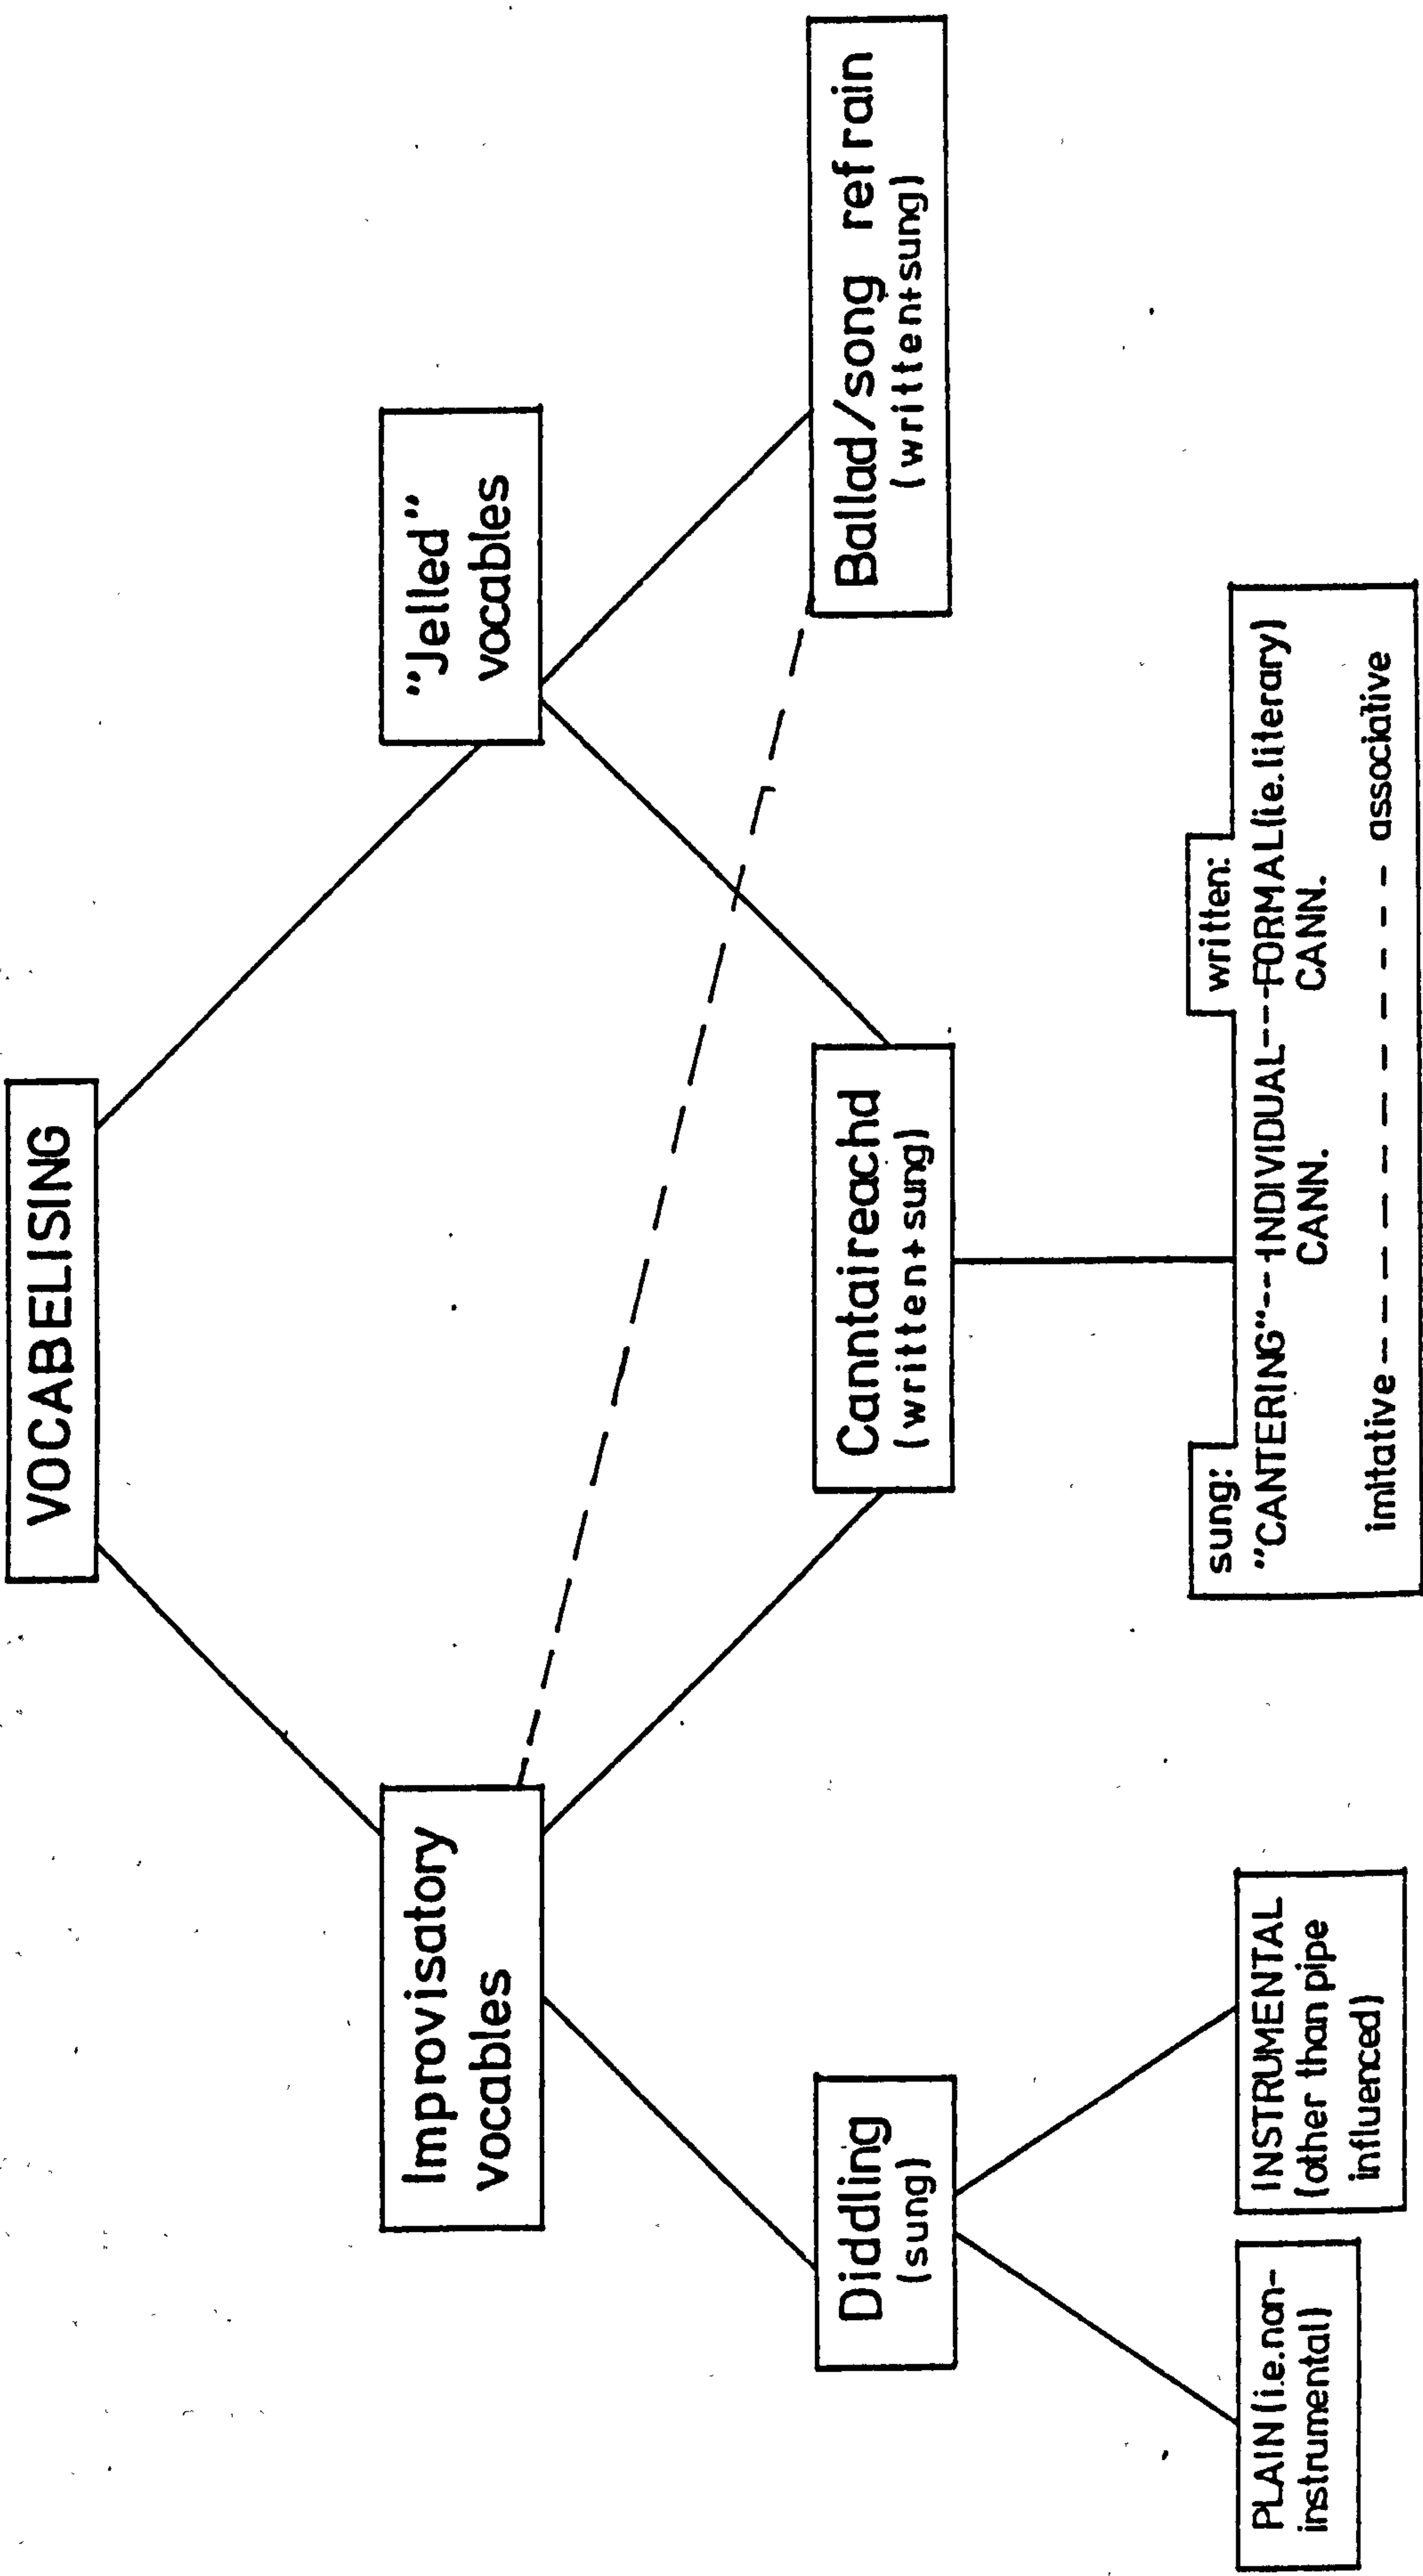 VOCABELISING
Improvisatory
vocables
"Jelled"
vocables
Diddling
(sung)
Canntaireachd
(written+sung)
Ballad/song refrain
(written+sung)
PLAIN (i.e.non-
instrumental)
INSTRUMENTAL
(other than pipe
influenced)
sung:
written:
"CANTERING"---INDIVIDUAL---FORMAL(i.e.literary)
CANN. CANN.
imitative--------- associative